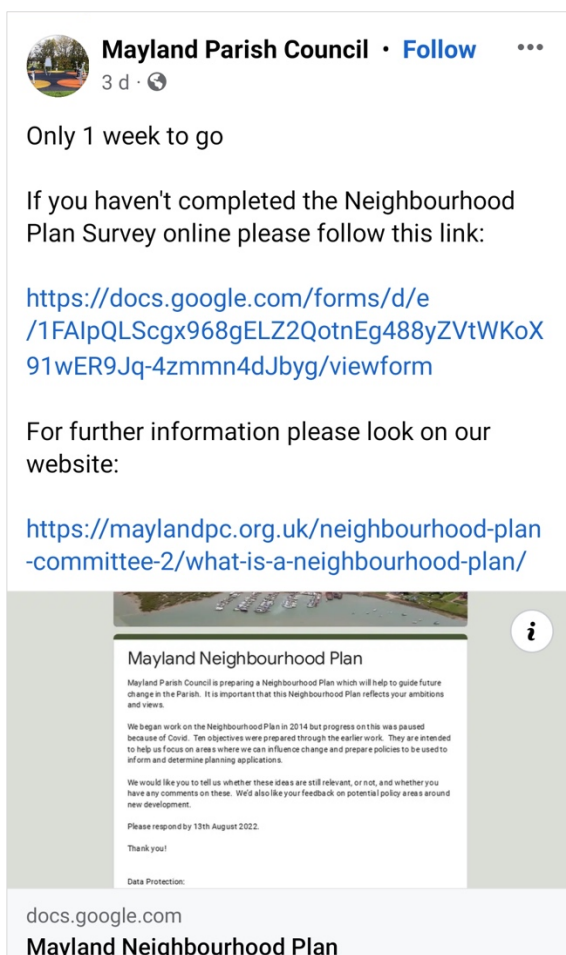 Mayland Parish Council • Follow
3 d ·
Only 1 week to go
If you haven't completed the Neighbourhood
Plan Survey online please follow this link:
https://docs.google.com/forms/d/e
/1FAIpQLScgx968gELZ2QotnEg488yZVtWKoX
91wER9Jq-4zmmn4dJbyg/viewform
For further information please look on our
website:
https://maylandpc.org.uk/neighbourhood-plan
-committee-2/what-is-a-neighbourhood-plan/
i
Mayland Neighbourhood Plan
Mayland Parish Council is preparing a Neighbourhood Plan which will help to guide future
change in the Parish. It is important that this Neighbourhood Plan reflects your ambitions
and views.
We began work on the Neighbourhood Plan in 2014 but progress on this was paused
because of Covid. Ten objectives were prepared through the earlier work. They are intended
to help us focus on areas where we can influence change and prepare policies to be used to
inform and determine planning applications.
We would like you to tell us whether these ideas are still relevant, or not, and whether you
have any comments on these. We'd also like your feedback on potential policy areas around
new development.
Please respond by 13th August 2022.
Thank you!
Data Protection:
docs.google.com
Mayland Neighbourhood Plan